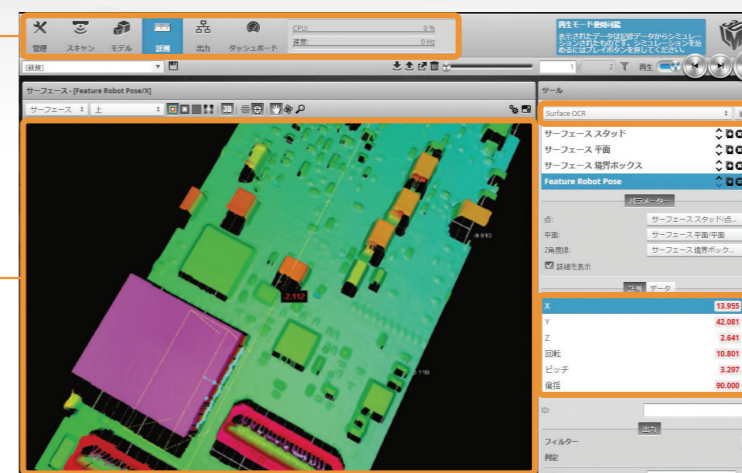 CPU: 0 %
速度: 0 Hz
管理 スキャン モデル 計測 出力 ダッシュボード
再生モード使用可能
表示されたデータは記録データからシミュレー
ションされたものです。シミュレーションを始
めるにはプレイボタンを押してください。
[新規]
1 / 2 再生
サーフェース - [Feature Robot Pose/X]
サーフェース 上
3D
-2.117
-9.910
ツール
Surface OCR
サーフェース スタッド
サーフェース 平面
サーフェース 境界ボックス
Feature Robot Pose
パラメーター
点: サーフェース スタッド/点...
平面: サーフェース 平面/平面
Z角度線: サーフェース 境界ボック...
詳細を表示
計測 データ
X 13.955
Y 42.081
Z 2.641
回転 10.801
ピッチ 3.297
偏揺 90.000
ID:
出力
フィルター
判定